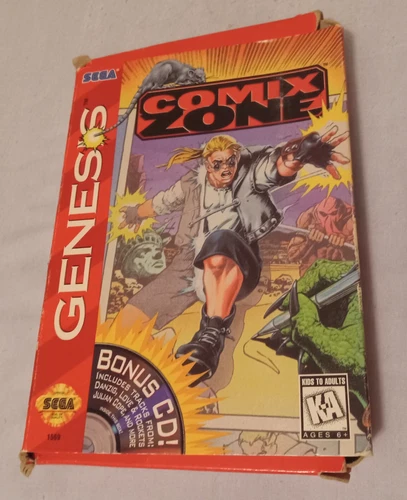 SEGA
GENESIS
COMIX
ZONE
BONUS CD!
INCLUDES TRACKS FROM:
DANZIG, LOVE & ROCKETS
JULIAN COPE, AND MORE
SEGA
KIDS TO ADULTS
K-A
AGES 6+